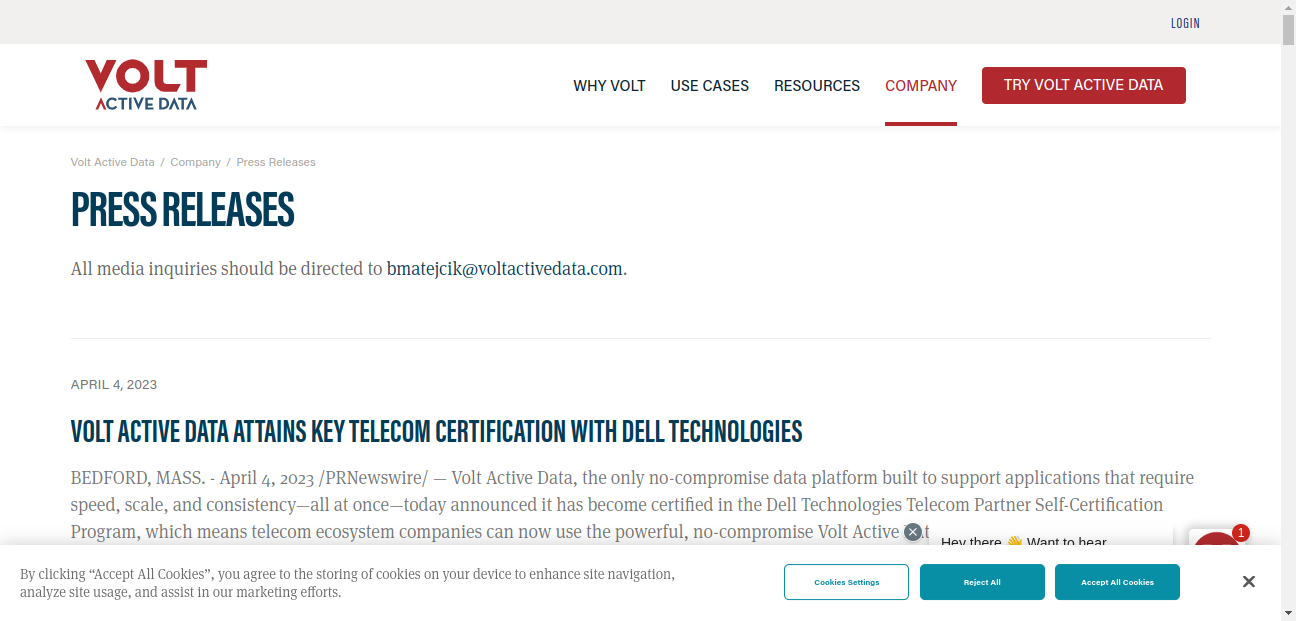 LOGIN
VOLT
ACTIVE DATA
WHY VOLT USE CASES RESOURCES COMPANY TRY VOLT ACTIVE DATA
Volt Active Data / Company / Press Releases
PRESS RELEASES
All media inquiries should be directed to bmatejcik@voltactivedata.com.
APRIL 4, 2023
VOLT ACTIVE DATA ATTAINS KEY TELECOM CERTIFICATION WITH DELL TECHNOLOGIES
BEDFORD, MASS. - April 4, 2023 /PRNewswire/ — Volt Active Data, the only no-compromise data platform built to support applications that require
speed, scale, and consistency—all at once—today announced it has become certified in the Dell Technologies Telecom Partner Self-Certification
Program, which means telecom ecosystem companies can now use the powerful, no-compromise Volt Active
Hey there 👋 Want to hear
1
By clicking “Accept All Cookies”, you agree to the storing of cookies on your device to enhance site navigation,
analyze site usage, and assist in our marketing efforts.
Cookies Settings Reject All Accept All Cookies